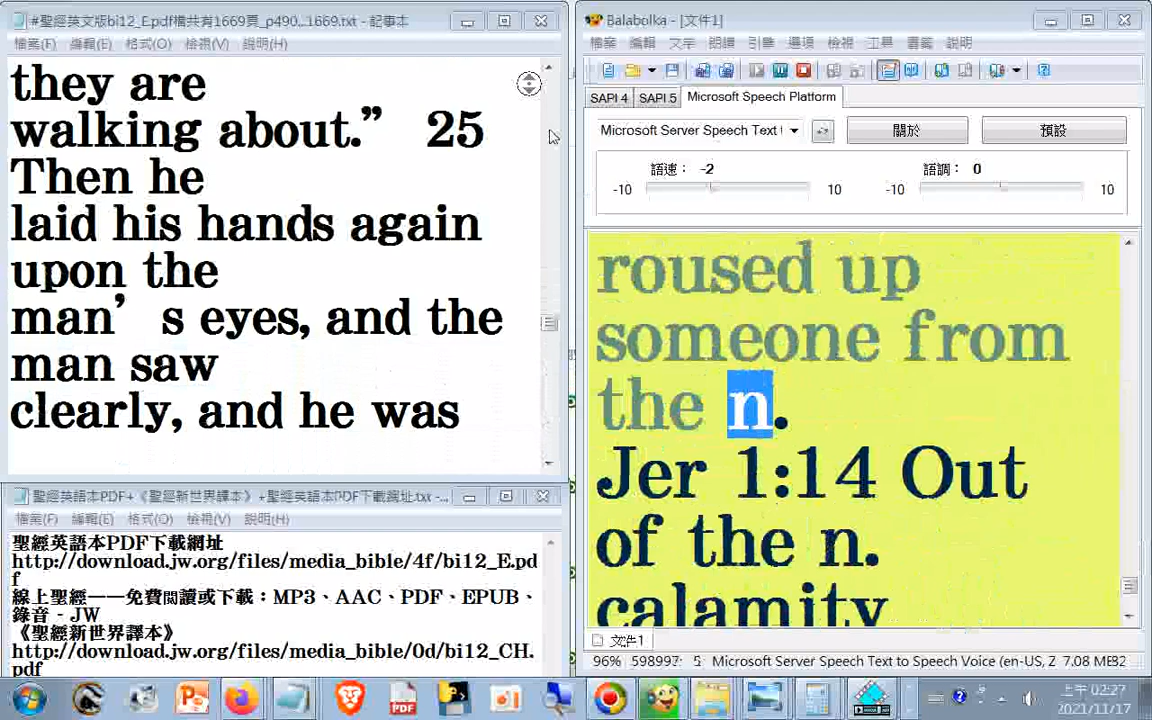 #聖經英文版bi12_E.pdf檔共有1669頁_p490...1669.txt - 記事本
檔案(F) 編輯(E) 格式(O) 檢視(V) 說明(H)
they are
walking about.” 25
Then he
laid his hands again
upon the
man’s eyes, and the
man saw
clearly, and he was
聖經英語本PDF+《聖經新世界譯本》+聖經英語本PDF下載網址.txt - ...
檔案(F) 編輯(E) 格式(O) 檢視(V) 說明(H)
聖經英語本PDF下載網址
http://download.jw.org/files/media_bible/4f/bi12_E.pd
f
線上聖經——免費閱讀或下載：MP3、AAC、PDF、EPUB、
錄音 - JW
《聖經新世界譯本》
http://download.jw.org/files/media_bible/0d/bi12_CH.
pdf
Balabolka - [文件1]
檔案 編輯 文字 朗讀 引擎 選項 檢視 工具 書籤 說明
SAPI 4 SAPI 5 Microsoft Speech Platform
Microsoft Server Speech Text 關於 預設
語速： -2 語調： 0
-10 10 -10 10
roused up
someone from
the n.
Jer 1:14 Out
of the n.
calamity
文件1
96% 598997: 5 Microsoft Server Speech Text to Speech Voice (en-US, Z 7.08 MB
上午 02:27
2021/11/17